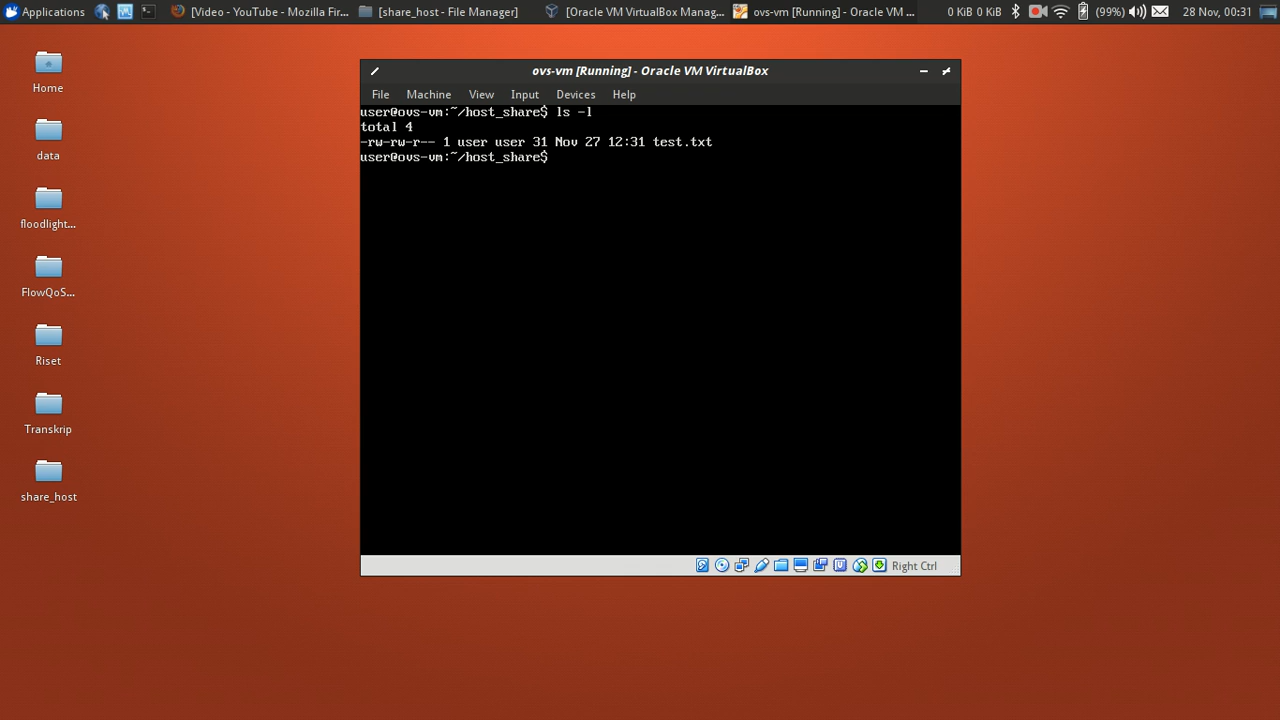 Applications [Video - YouTube - Mozilla Fir... [share_host - File Manager] [Oracle VM VirtualBox Manag... ovs-vm [Running] - Oracle VM ... 0 KiB 0 KiB (99%) 28 Nov, 00:31
Home
data
floodlight...
FlowQoS...
Riset
Transkrip
share_host
ovs-vm [Running] - Oracle VM VirtualBox
File Machine View Input Devices Help
user@ovs-vm:~/host_share$ ls -l
total 4
-rw-rw-r-- 1 user user 31 Nov 27 12:31 test.txt
user@ovs-vm:~/host_share$
Right Ctrl